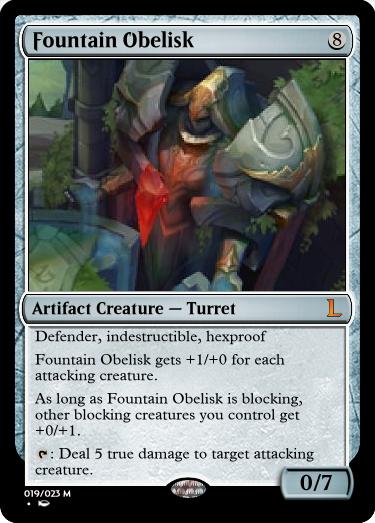 Fountain Obelisk 8
Artifact Creature — Turret L
Defender, indestructible, hexproof
Fountain Obelisk gets +1/+0 for each
attacking creature.
As long as Fountain Obelisk is blocking,
other blocking creatures you control get
+0/+1.
: Deal 5 true damage to target attacking
creature.
0/7
019/023 M